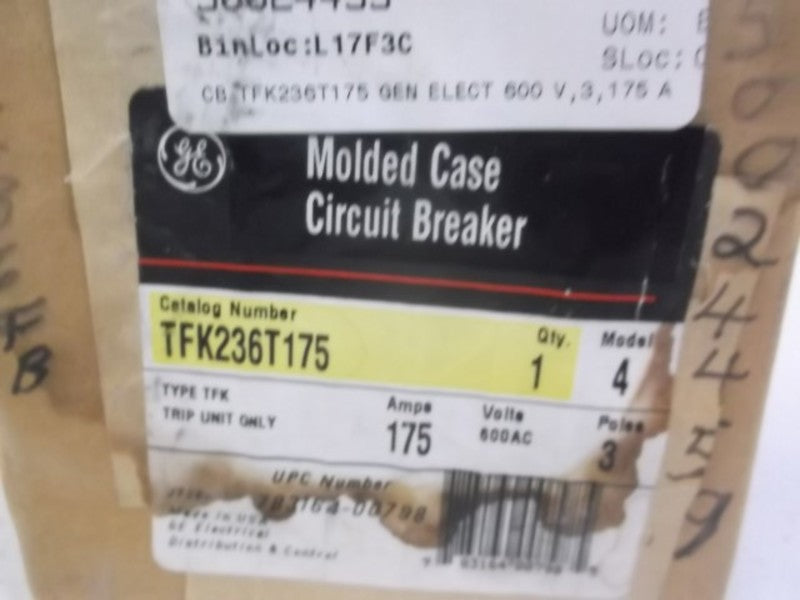 BinLoc:L17F3C
UOM:
SLoc:
CB TFK236T175 GEN ELECT 600 V,3,175 A
GE
Molded Case
Circuit Breaker
Catalog Number
TFK236T175
Qty.
1
Model
4
TYPE TFK
TRIP UNIT ONLY
Amps
175
Volts
600AC
Poles
3
UPC Number
783164-00798
Made in USA
GE Electrical
Distribution & Control